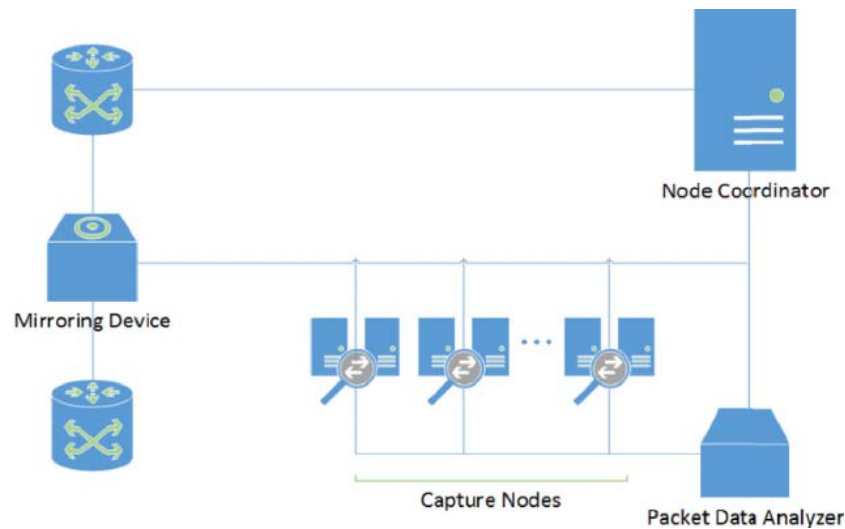 Node Coordinator
Mirroring Device
Capture Nodes
Packet Data Analyzer